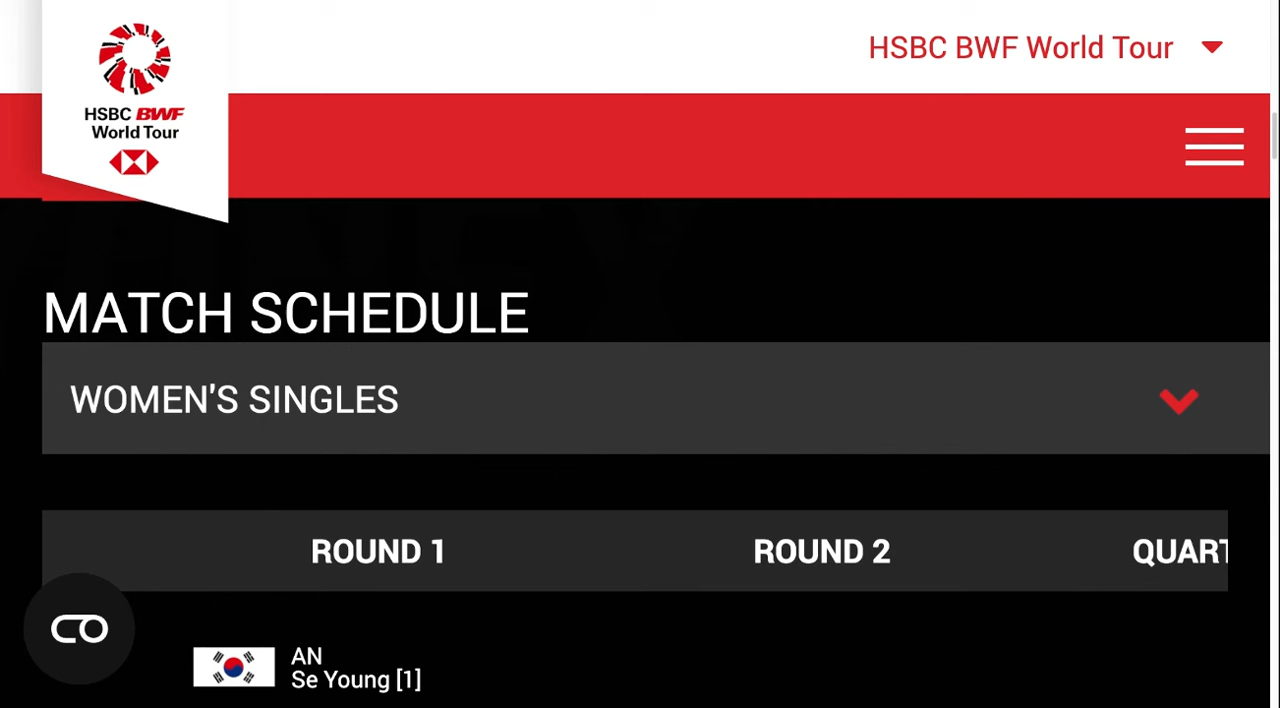 HSBC BWF
World Tour
HSBC BWF World Tour
MATCH SCHEDULE
WOMEN'S SINGLES
ROUND 1
ROUND 2
QUART
AN
Se Young [1]